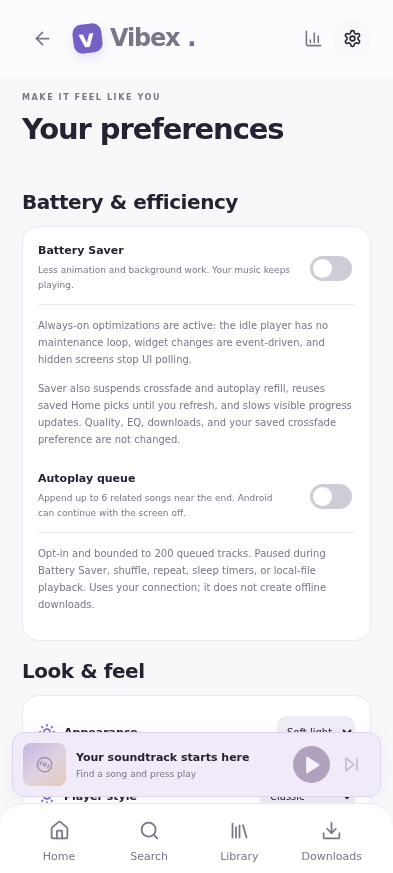 v Vibex .
MAKE IT FEEL LIKE YOU
Your preferences
Battery & efficiency
Battery Saver
Less animation and background work. Your music keeps
playing.
Always-on optimizations are active: the idle player has no
maintenance loop, widget changes are event-driven, and
hidden screens stop UI polling.
Saver also suspends crossfade and autoplay refill, reuses
saved Home picks until you refresh, and slows visible progress
updates. Quality, EQ, downloads, and your saved crossfade
preference are not changed.
Autoplay queue
Append up to 6 related songs near the end. Android
can continue with the screen off.
Opt-in and bounded to 200 queued tracks. Paused during
Battery Saver, shuffle, repeat, sleep timers, or local-file
playback. Uses your connection; it does not create offline
downloads.
Look & feel
Appearance Soft light
Your soundtrack starts here
Find a song and press play
Player style Classic
Home Search Library Downloads